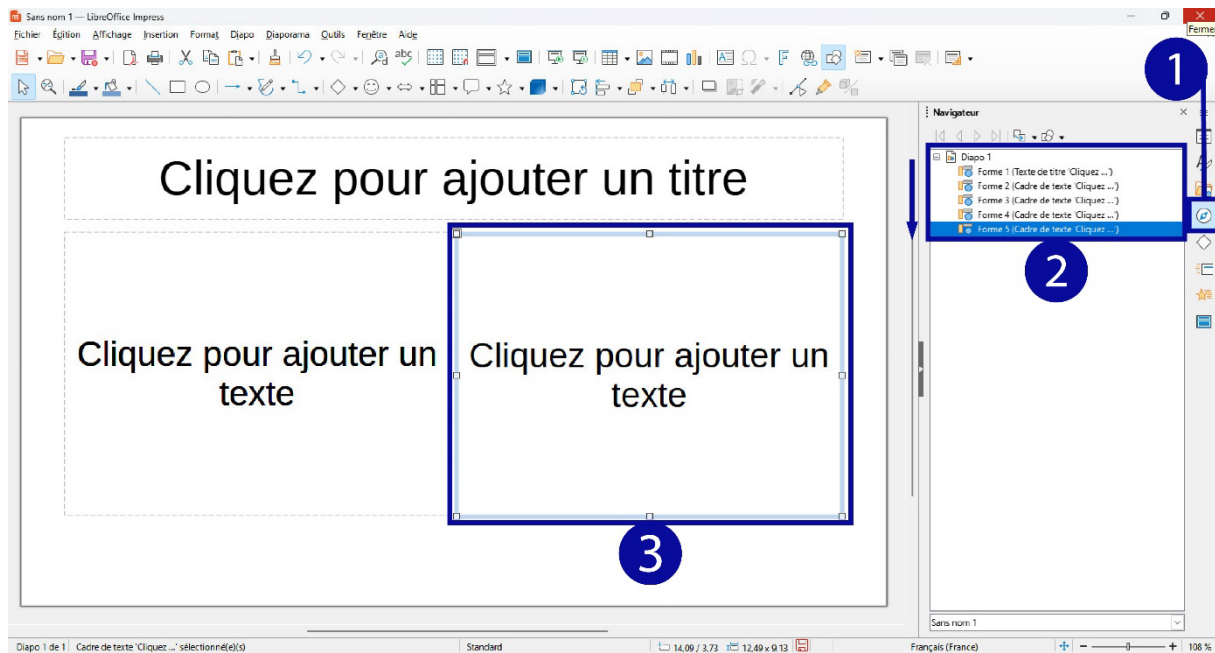 Sans nom 1 — LibreOffice Impress
Fichier Édition Affichage Insertion Format Diapo Diaporama Outils Fenêtre Aide
Fermer
1
Navigateur
Diapo 1
Forme 1 (Texte de titre 'Cliquez ...')
Forme 2 (Cadre de texte 'Cliquez ...')
Forme 3 (Cadre de texte 'Cliquez ...')
Forme 4 (Cadre de texte 'Cliquez ...')
Forme 5 (Cadre de texte 'Cliquez ...')
2
Cliquez pour ajouter un titre
Cliquez pour ajouter un
texte
Cliquez pour ajouter un
texte
3
Sans nom 1
Diapo 1 de 1 Cadre de texte 'Cliquez ...' sélectionné(e)(s) Standard 14,09 / 3,73 12,49 x 9,13 Français (France) 108 %